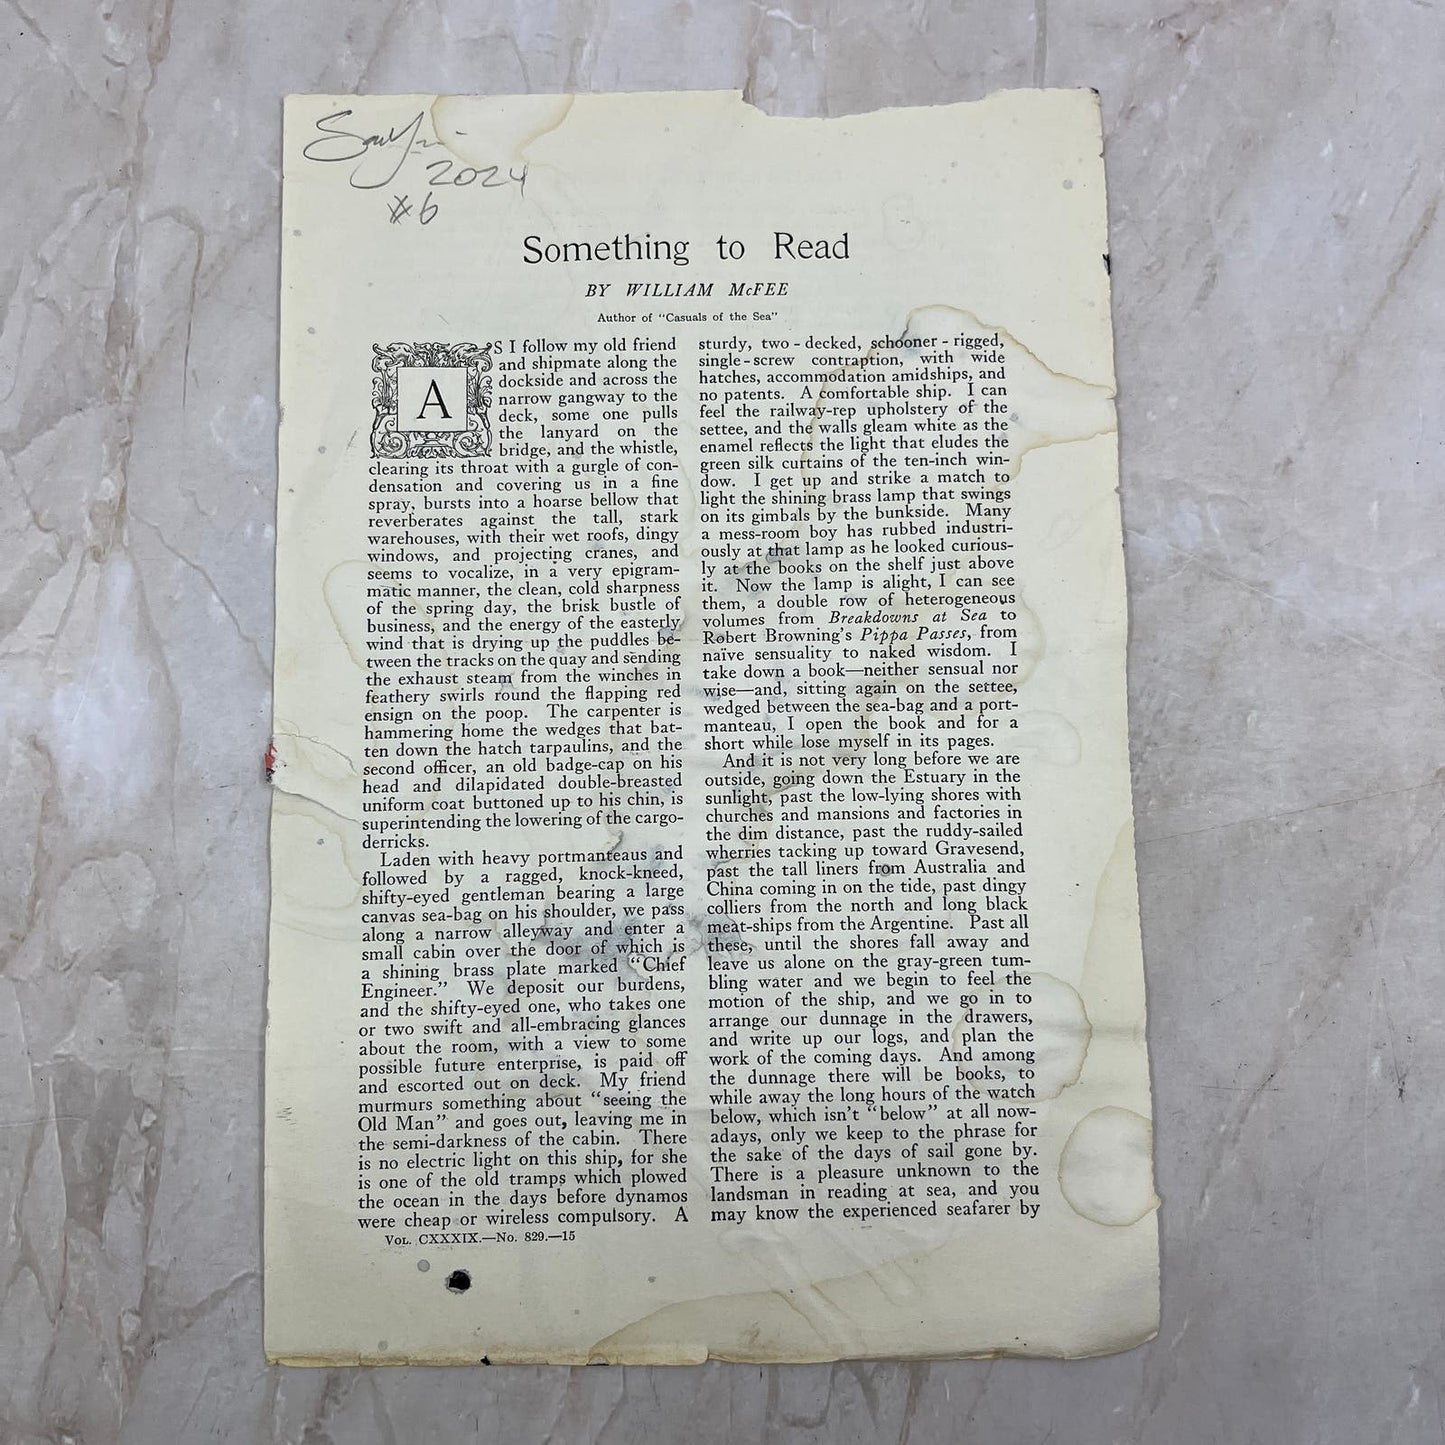 2024
#6
Something to Read
BY WILLIAM McFEE
Author of "Casuals of the Sea"
AS I follow my old friend
and shipmate along the
dockside and across the
narrow gangway to the
deck, some one pulls
the lanyard on the
bridge, and the whistle,
clearing its throat with a gurgle of con-
densation and covering us in a fine
spray, bursts into a hoarse bellow that
reverberates against the tall, stark
warehouses, with their wet roofs, dingy
windows, and projecting cranes, and
seems to vocalize, in a very epigram-
matic manner, the clean, cold sharpness
of the spring day, the brisk bustle of
business, and the energy of the easterly
wind that is drying up the puddles be-
tween the tracks on the quay and sending
the exhaust steam from the winches in
feathery swirls round the flapping red
ensign on the poop. The carpenter is
hammering home the wedges that bat-
ten down the hatch tarpaulins, and the
second officer, an old badge-cap on his
head and dilapidated double-breasted
uniform coat buttoned up to his chin, is
superintending the lowering of the cargo-
derricks.
Laden with heavy portmanteaus and
followed by a ragged, knock-kneed,
shifty-eyed gentleman bearing a large
canvas sea-bag on his shoulder, we pass
along a narrow alleyway and enter a
small cabin over the door of which is
a shining brass plate marked "Chief
Engineer." We deposit our burdens,
and the shifty-eyed one, who takes one
or two swift and all-embracing glances
about the room, with a view to some
possible future enterprise, is paid off
and escorted out on deck. My friend
murmurs something about "seeing the
Old Man" and goes out, leaving me in
the semi-darkness of the cabin. There
is no electric light on this ship, for she
is one of the old tramps which plowed
the ocean in the days before dynamos
were cheap or wireless compulsory. A
VOL. CXXXIX.—No. 829.—15
sturdy, two-decked, schooner-rigged,
single-screw contraption, with wide
hatches, accommodation amidships, and
no patents. A comfortable ship. I can
feel the railway-rep upholstery of the
settee, and the walls gleam white as the
enamel reflects the light that eludes the
green silk curtains of the ten-inch win-
dow. I get up and strike a match to
light the shining brass lamp that swings
on its gimbals by the bunkside. Many
a mess-room boy has rubbed industri-
ously at that lamp as he looked curious-
ly at the books on the shelf just above
it. Now the lamp is alight, I can see
them, a double row of heterogeneous
volumes from Breakdowns at Sea to
Robert Browning's Pippa Passes, from
naïve sensuality to naked wisdom. I
take down a book—neither sensual nor
wise—and, sitting again on the settee,
wedged between the sea-bag and a port-
manteau, I open the book and for a
short while lose myself in its pages.
And it is not very long before we are
outside, going down the Estuary in the
sunlight, past the low-lying shores with
churches and mansions and factories in
the dim distance, past the ruddy-sailed
wherries tacking up toward Gravesend,
past the tall liners from Australia and
China coming in on the tide, past dingy
colliers from the north and long black
meat-ships from the Argentine. Past all
these, until the shores fall away and
leave us alone on the gray-green tum-
bling water and we begin to feel the
motion of the ship, and we go in to
arrange our dunnage in the drawers,
and write up our logs, and plan the
work of the coming days. And among
the dunnage there will be books, to
while away the long hours of the watch
below, which isn't "below" at all now-
adays, only we keep to the phrase for
the sake of the days of sail gone by.
There is a pleasure unknown to the
landsman in reading at sea, and you
may know the experienced seafarer by